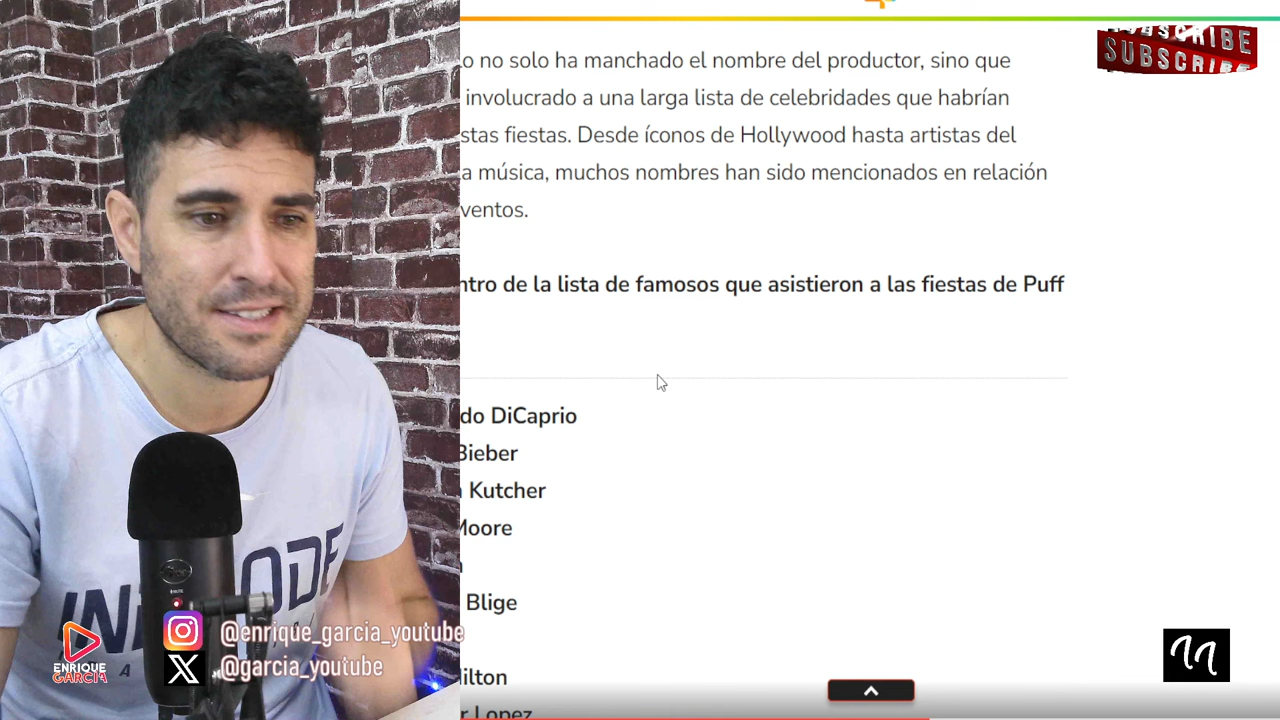 SUBSCRIBE
o no solo ha manchado el nombre del productor, sino que
involucrado a una larga lista de celebridades que habrían
stas fiestas. Desde íconos de Hollywood hasta artistas del
a música, muchos nombres han sido mencionados en relación
ventos.
ntro de la lista de famosos que asistieron a las fiestas de Puff
do DiCaprio
Bieber
Kutcher
Moore
Blige
ilton
r Lopez
@enrique_garcia_youtube
@garcia_youtube
ENRIQUE
GARCIA